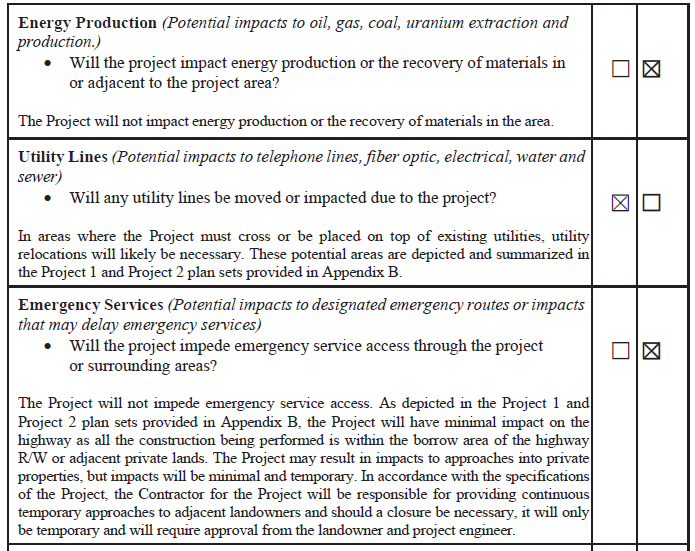 Energy Production (Potential impacts to oil, gas, coal, uranium extraction and
production.)
• Will the project impact energy production or the recovery of materials in
or adjacent to the project area?
☐ ☒
The Project will not impact energy production or the recovery of materials in the area.
Utility Lines (Potential impacts to telephone lines, fiber optic, electrical, water and
sewer)
• Will any utility lines be moved or impacted due to the project?
☒ ☐
In areas where the Project must cross or be placed on top of existing utilities, utility
relocations will likely be necessary. These potential areas are depicted and summarized in
the Project 1 and Project 2 plan sets provided in Appendix B.
Emergency Services (Potential impacts to designated emergency routes or impacts
that may delay emergency services)
• Will the project impede emergency service access through the project
or surrounding areas?
☐ ☒
The Project will not impede emergency service access. As depicted in the Project 1 and
Project 2 plan sets provided in Appendix B, the Project will have minimal impact on the
highway as all the construction being performed is within the borrow area of the highway
R/W or adjacent private lands. The Project may result in impacts to approaches into private
properties, but impacts will be minimal and temporary. In accordance with the specifications
of the Project, the Contractor for the Project will be responsible for providing continuous
temporary approaches to adjacent landowners and should a closure be necessary, it will only
be temporary and will require approval from the landowner and project engineer.